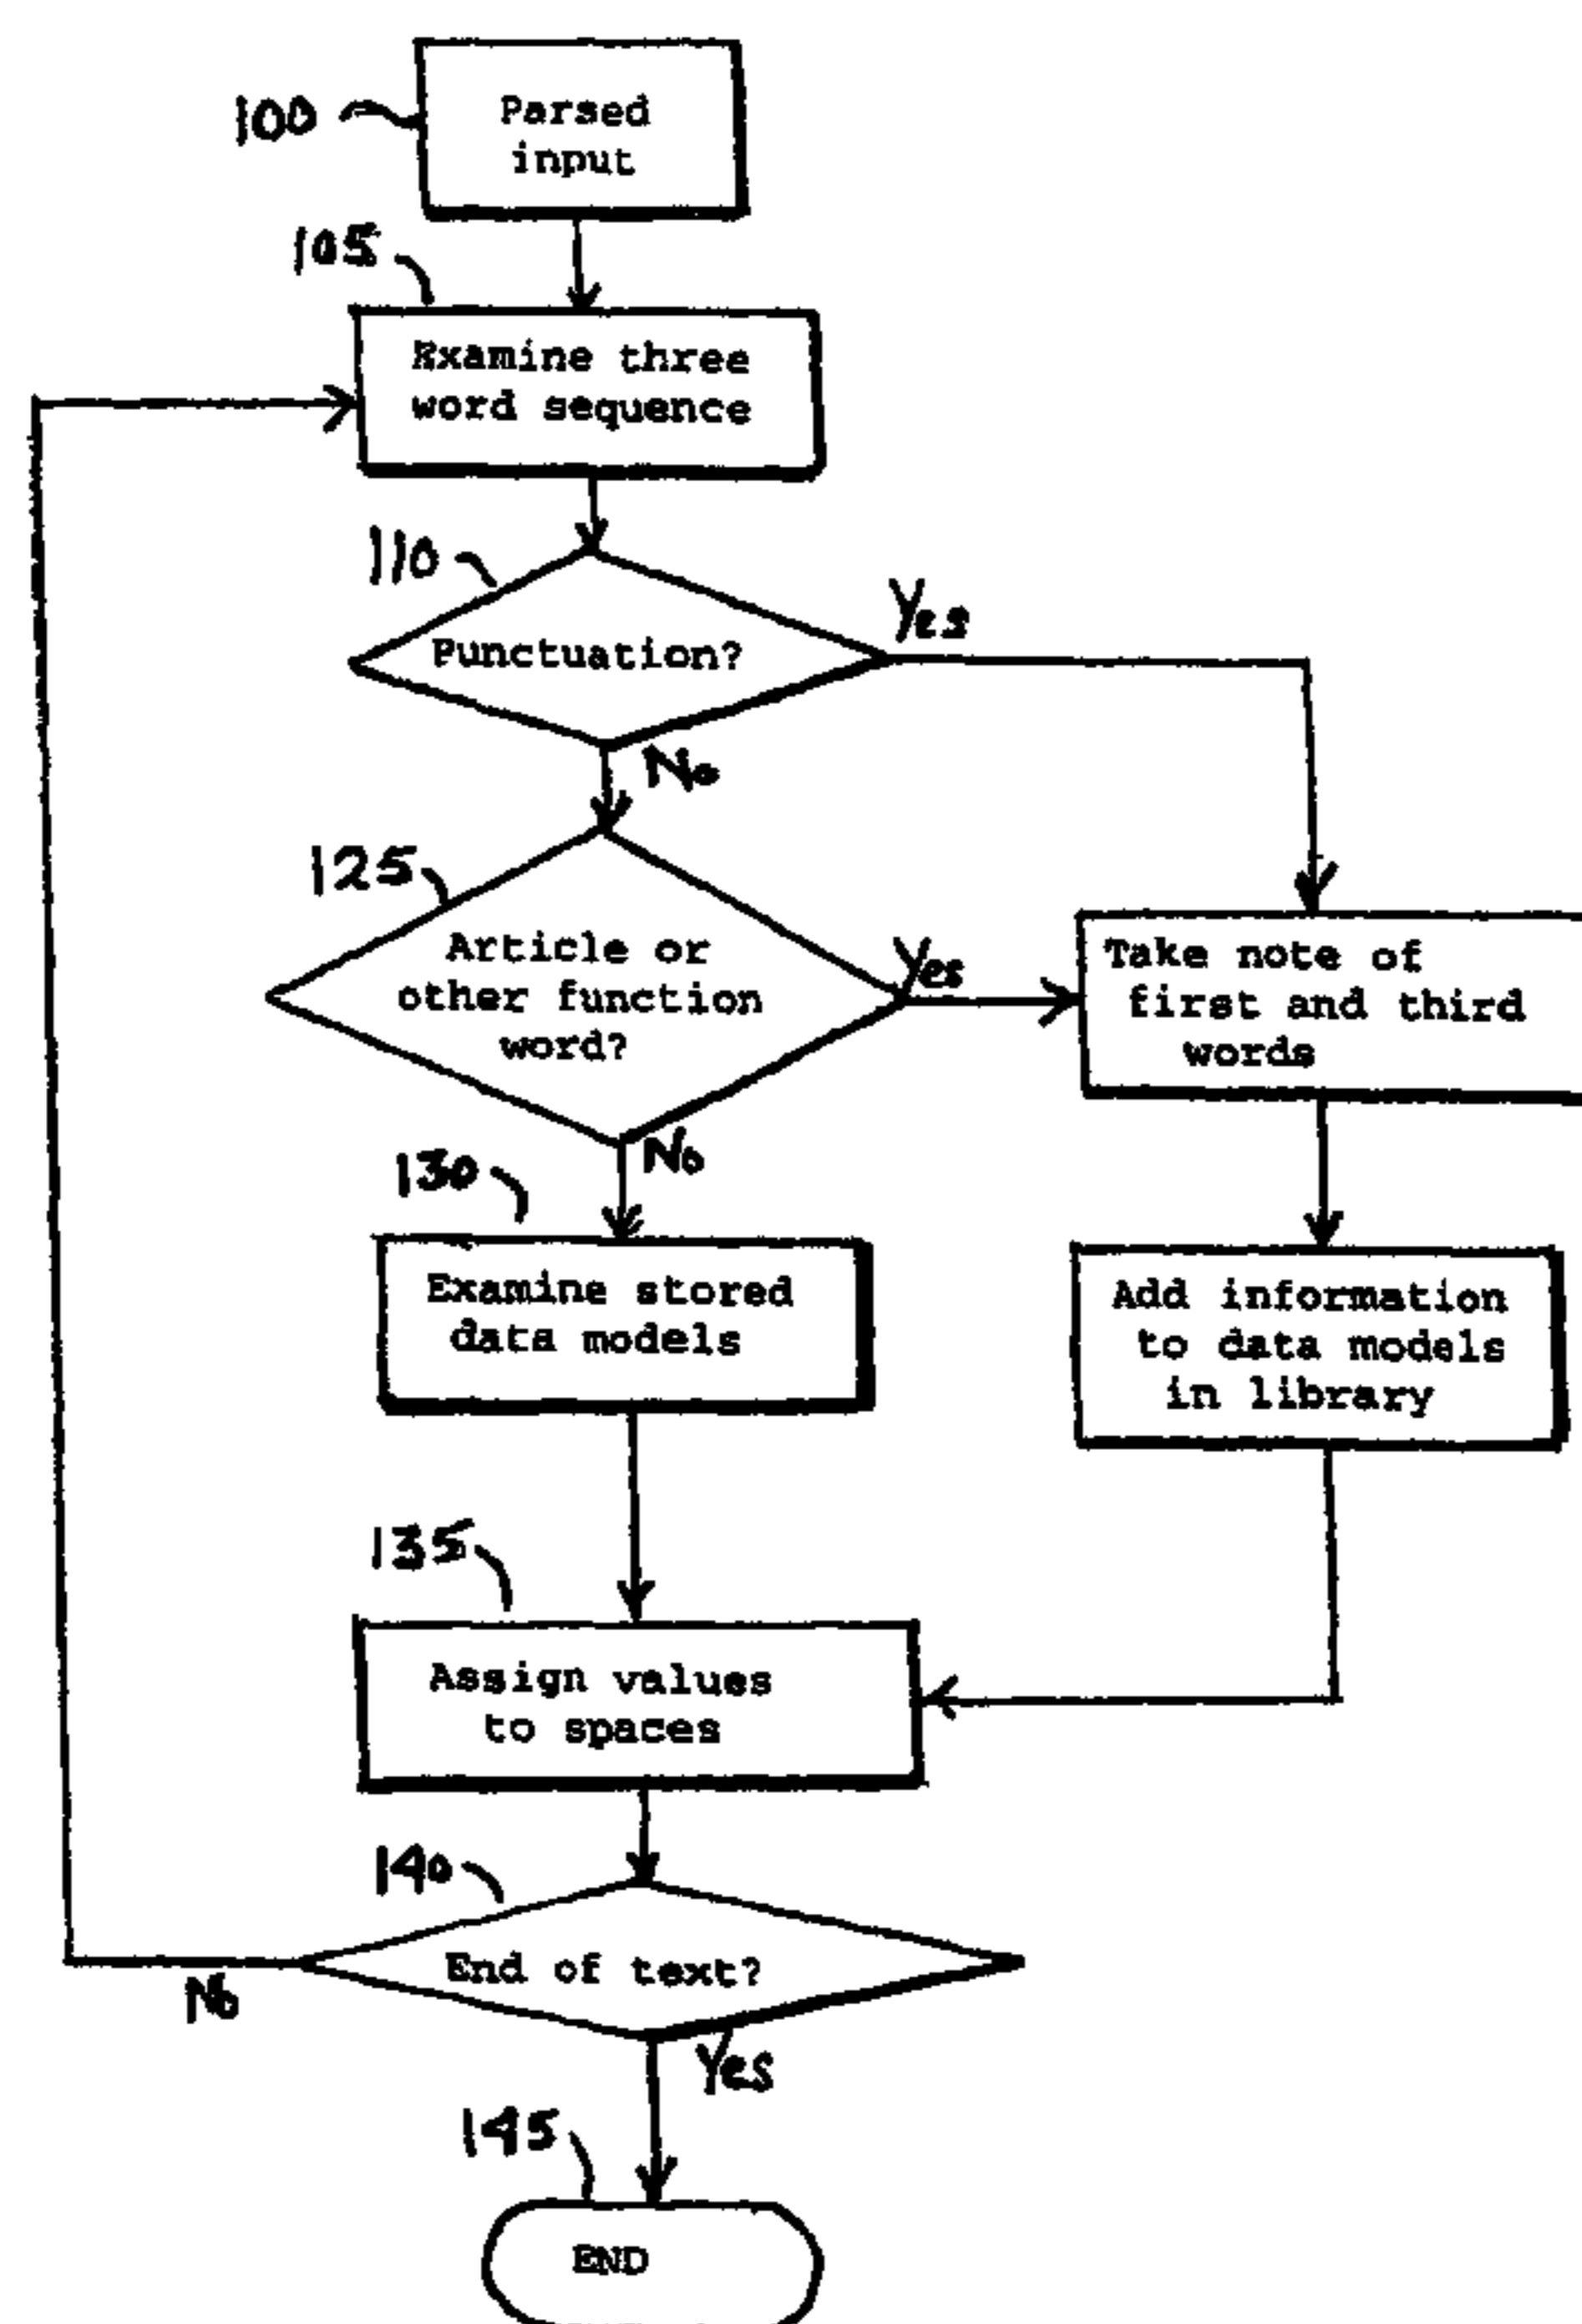 100
Parsed
input
105
Examine three
word sequence
110
Punctuation?
Yes
No
125
Article or
other function
word?
Yes
No
Take note of
first and third
words
130
Examine stored
data models
Add information
to data models
in library
135
Assign values
to spaces
140
End of text?
No
Yes
145
END